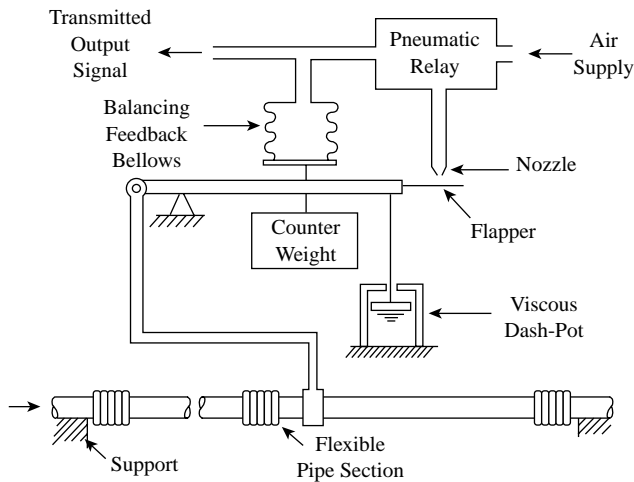 Transmitted
Output
Signal
Pneumatic
Relay
Air
Supply
Balancing
Feedback
Bellows
Nozzle
Flapper
Counter
Weight
Viscous
Dash-Pot
Support
Flexible
Pipe Section